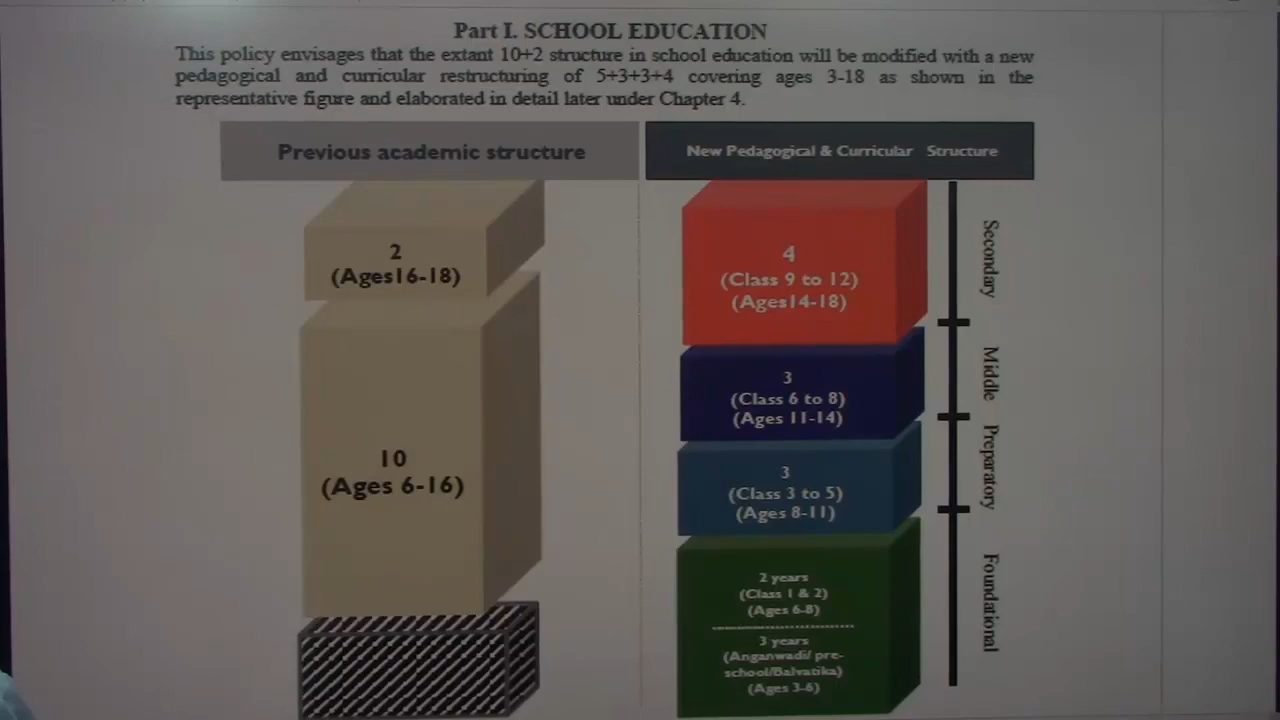 Part I. SCHOOL EDUCATION
This policy envisages that the extant 10+2 structure in school education will be modified with a new
pedagogical and curricular restructuring of 5+3+3+4 covering ages 3-18 as shown in the
representative figure and elaborated in detail later under Chapter 4.
Previous academic structure
2
(Ages16-18)
10
(Ages 6-16)
New Pedagogical & Curricular Structure
4
(Class 9 to 12)
(Ages14-18)
Secondary
3
(Class 6 to 8)
(Ages 11-14)
Middle
3
(Class 3 to 5)
(Ages 8-11)
Preparatory
2 years
(Class 1 & 2)
(Ages 6-8)
3 years
(Anganwadi/ pre-
school/Balvatika)
(Ages 3-6)
Foundational